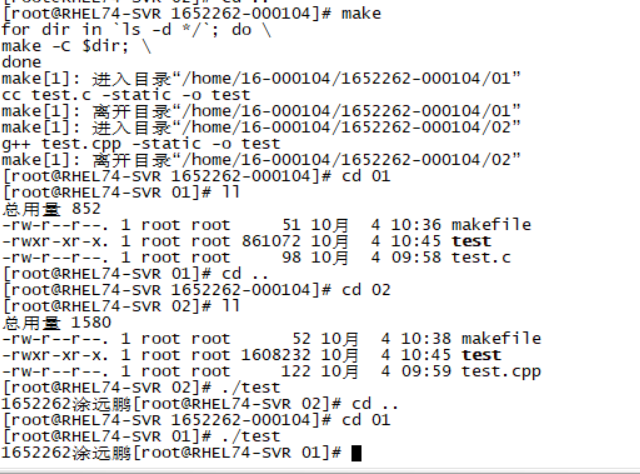 [root@RHEL74-SVR 1652262-000104]# make
for dir in `ls -d */`; do \
make -C $dir; \
done
make[1]: 进入目录“/home/16-000104/1652262-000104/01”
cc test.c -static -o test
make[1]: 离开目录“/home/16-000104/1652262-000104/01”
make[1]: 进入目录“/home/16-000104/1652262-000104/02”
g++ test.cpp -static -o test
make[1]: 离开目录“/home/16-000104/1652262-000104/02”
[root@RHEL74-SVR 1652262-000104]# cd 01
[root@RHEL74-SVR 01]# ll
总用量 852
-rw-r--r--. 1 root root     51 10月  4 10:36 makefile
-rwxr-xr-x. 1 root root 861072 10月  4 10:45 test
-rw-r--r--. 1 root root     98 10月  4 09:58 test.c
[root@RHEL74-SVR 01]# cd ..
[root@RHEL74-SVR 1652262-000104]# cd 02
[root@RHEL74-SVR 02]# ll
总用量 1580
-rw-r--r--. 1 root root      52 10月  4 10:38 makefile
-rwxr-xr-x. 1 root root 1608232 10月  4 10:45 test
-rw-r--r--. 1 root root     122 10月  4 09:59 test.cpp
[root@RHEL74-SVR 02]# ./test
1652262涂远鹏[root@RHEL74-SVR 02]# cd ..
[root@RHEL74-SVR 1652262-000104]# cd 01
[root@RHEL74-SVR 01]# ./test
1652262涂远鹏[root@RHEL74-SVR 01]#